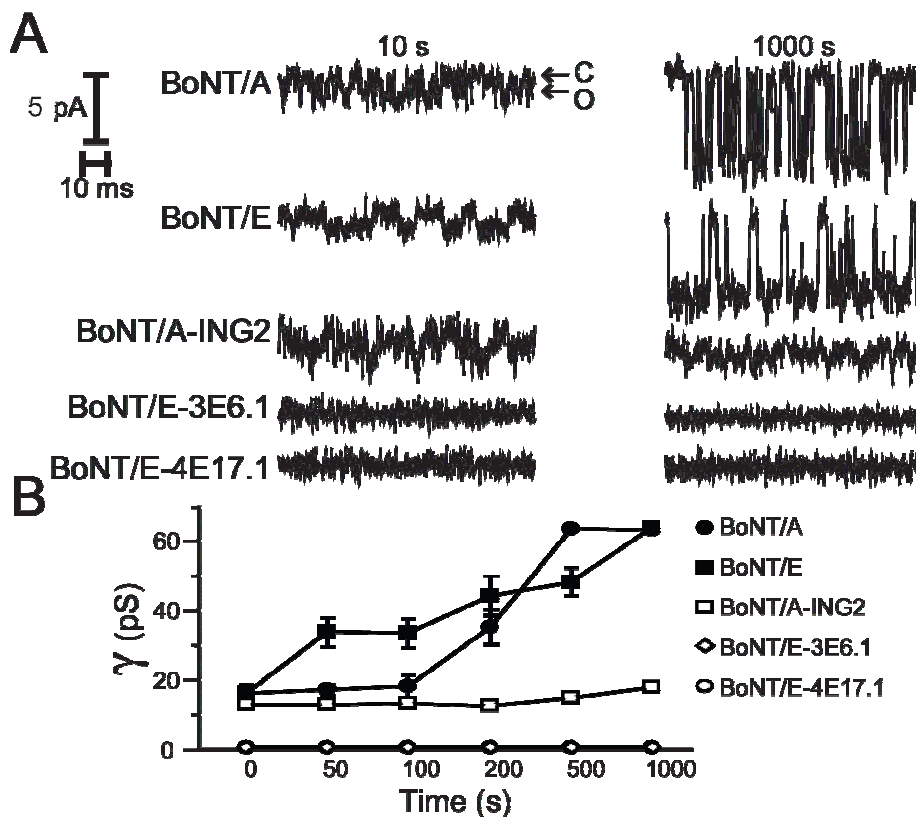 A
10 s
1000 s
BoNT/A
C
O
5 pA
10 ms
BoNT/E
BoNT/A-ING2
BoNT/E-3E6.1
BoNT/E-4E17.1
B
γ (pS)
60
40
20
0
0 50 100 200 500 1000
Time (s)
BoNT/A
BoNT/E
BoNT/A-ING2
BoNT/E-3E6.1
BoNT/E-4E17.1